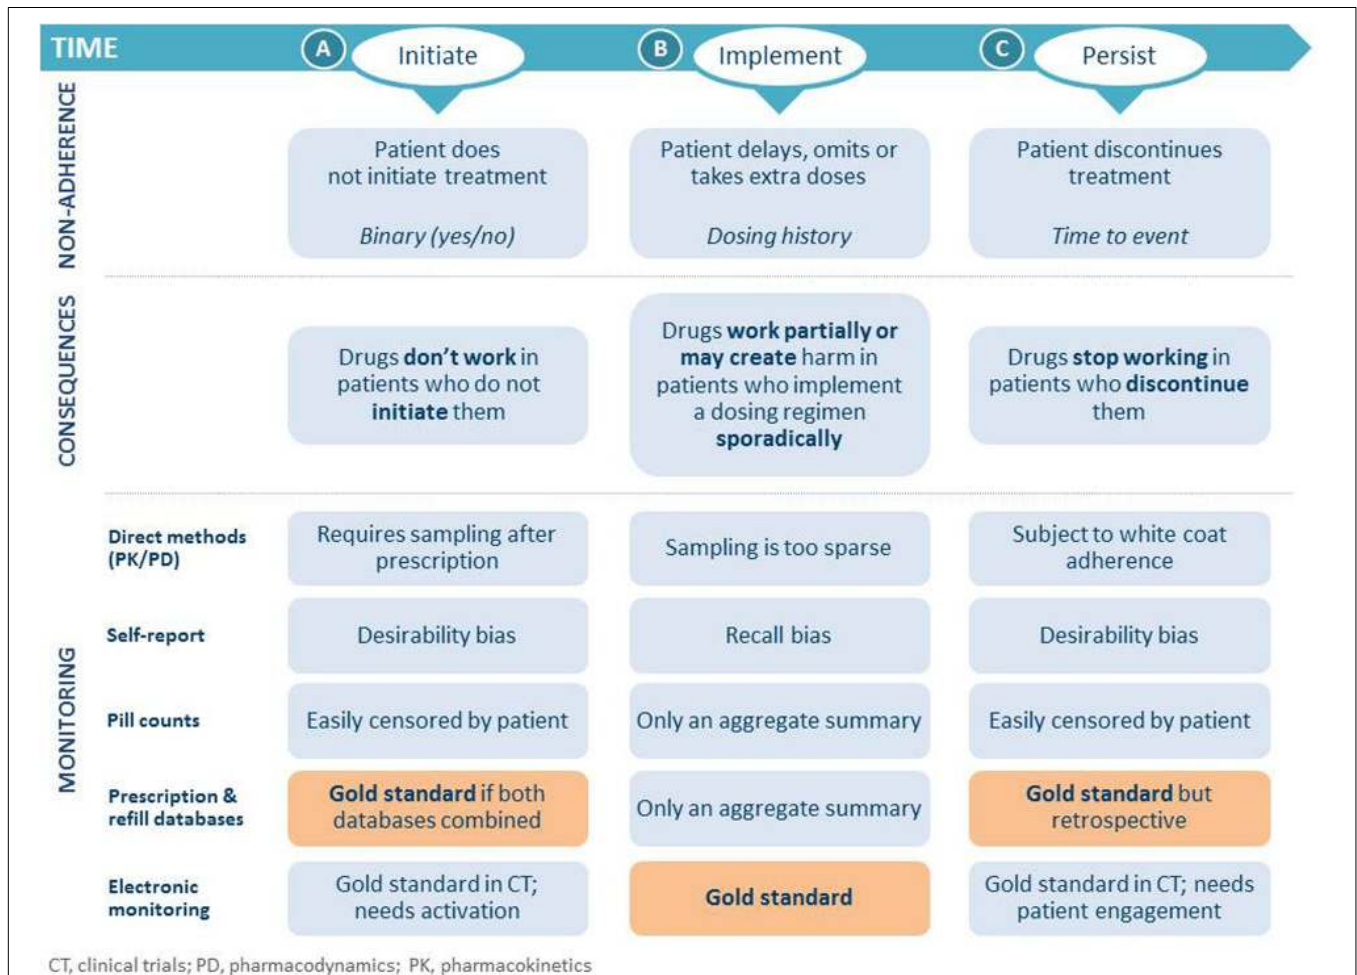 TIME
A
Initiate
B
Implement
C
Persist
NON-ADHERENCE
Patient does
not initiate treatment
Binary (yes/no)
Patient delays, omits or
takes extra doses
Dosing history
Patient discontinues
treatment
Time to event
CONSEQUENCES
Drugs don’t work in
patients who do not
initiate them
Drugs work partially or
may create harm in
patients who implement
a dosing regimen
sporadically
Drugs stop working in
patients who discontinue
them
MONITORING
Direct methods
(PK/PD)
Requires sampling after
prescription
Sampling is too sparse
Subject to white coat
adherence
Self-report
Desirability bias
Recall bias
Desirability bias
Pill counts
Easily censored by patient
Only an aggregate summary
Easily censored by patient
Prescription &
refill databases
Gold standard if both
databases combined
Only an aggregate summary
Gold standard but
retrospective
Electronic
monitoring
Gold standard in CT;
needs activation
Gold standard
Gold standard in CT; needs
patient engagement
CT, clinical trials; PD, pharmacodynamics; PK, pharmacokinetics